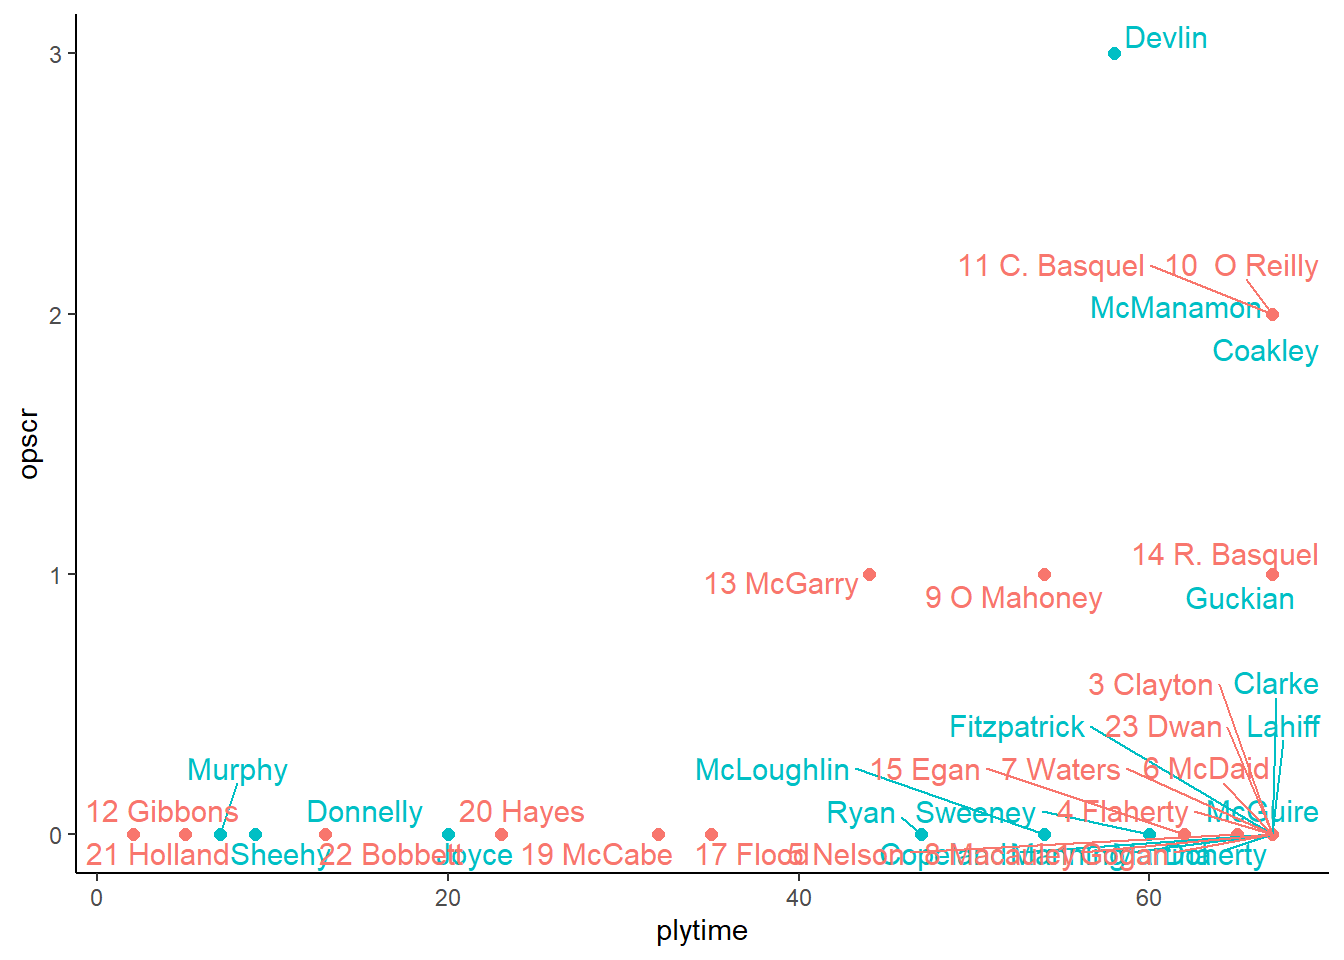 3
Devlin
11 C. Basquel
10  O Reilly
2
McManamon
Coakley
opscr
14 R. Basquel
1
13 McGarry
9 O Mahoney
Guckian
3 Clayton
Clarke
Fitzpatrick
23 Dwan
Lahiff
Murphy
McLoughlin
15 Egan
7 Waters
6 McDaid
12 Gibbons
Donnelly
20 Hayes
Ryan
Sweeney
4 Flaherty
McGuire
0
21 Holland
Sheehy
22 Bobbett
Joyce
19 McCabe
17 Flood
5 Nelson
Copeland
0
20
40
60
plytime